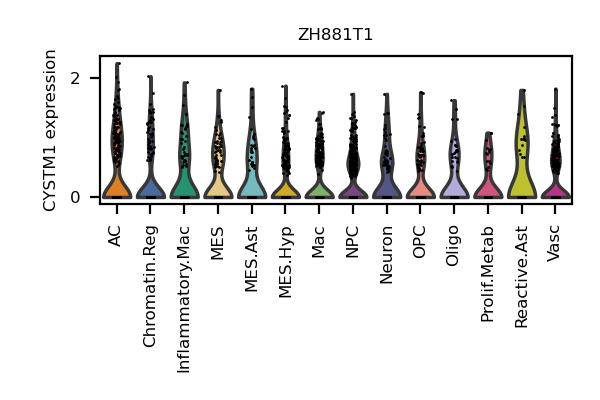 ZH881T1
CYSTM1 expression
2
0
AC
Chromatin.Reg
Inflammatory.Mac
MES
MES.Ast
MES.Hyp
Mac
NPC
Neuron
OPC
Oligo
Prolif.Metab
Reactive.Ast
Vasc